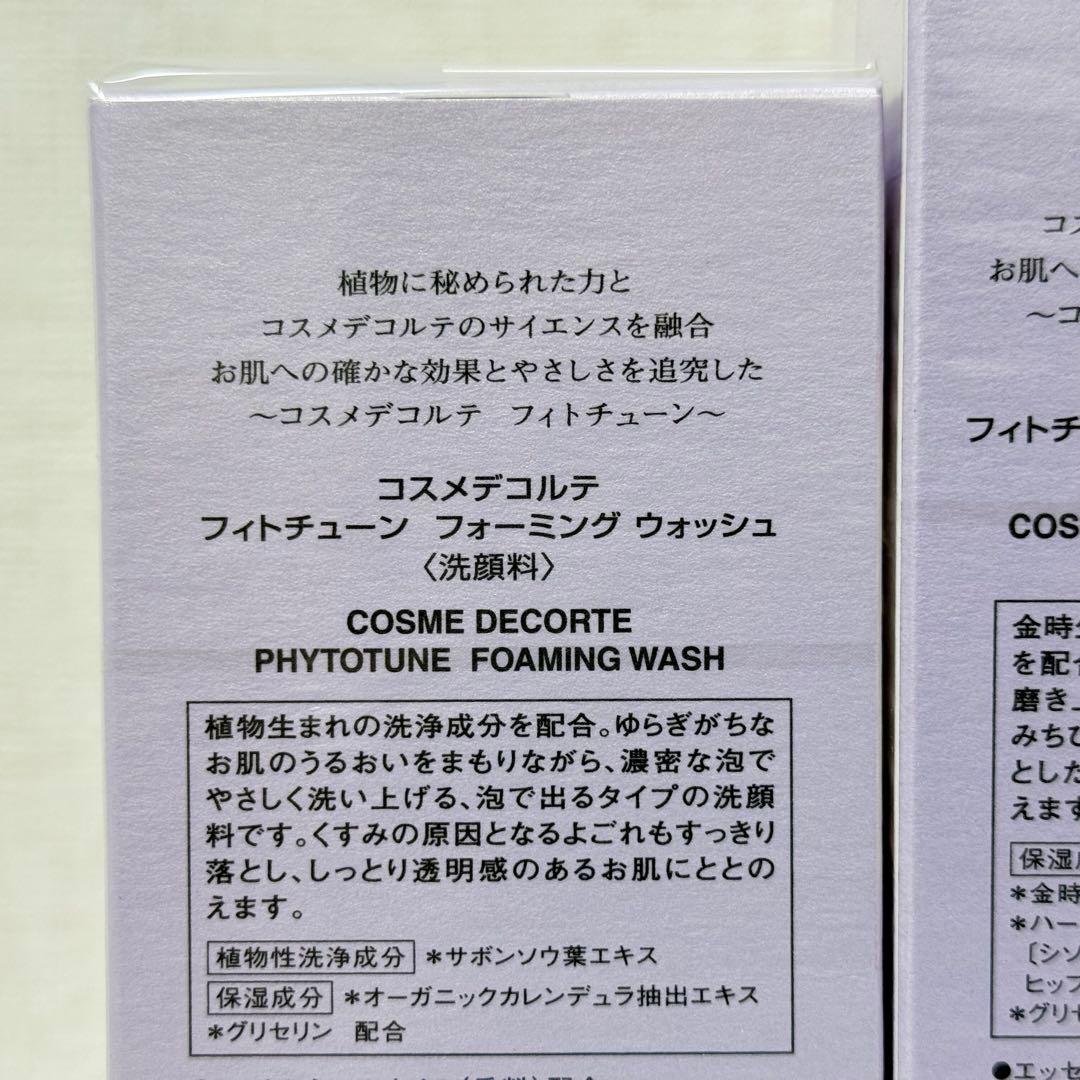 植物に秘められた力と
コスメデコルテのサイエンスを融合
お肌への確かな効果とやさしさを追究した
～コスメデコルテ　フィトチューン～
コスメデコルテ
フィトチューン　フォーミング ウォッシュ
〈洗顔料〉
COSME DECORTE
PHYTOTUNE FOAMING WASH
植物生まれの洗浄成分を配合。ゆらぎがちな
お肌のうるおいをまもりながら、濃密な泡で
やさしく洗い上げる、泡で出るタイプの洗顔
料です。くすみの原因となるよごれもすっきり
落とし、しっとり透明感のあるお肌にととの
えます。
植物性洗浄成分 *サボンソウ葉エキス
保湿成分 *オーガニックカレンデュラ抽出エキス
*グリセリン　配合
コス
お肌へ
～コ
フィトチ
COS
金時
を配合
磨き上
みちび
とした
えます
保湿
*金時
*ハー
〔シソ
ヒップ
*グリセ
●エッセ